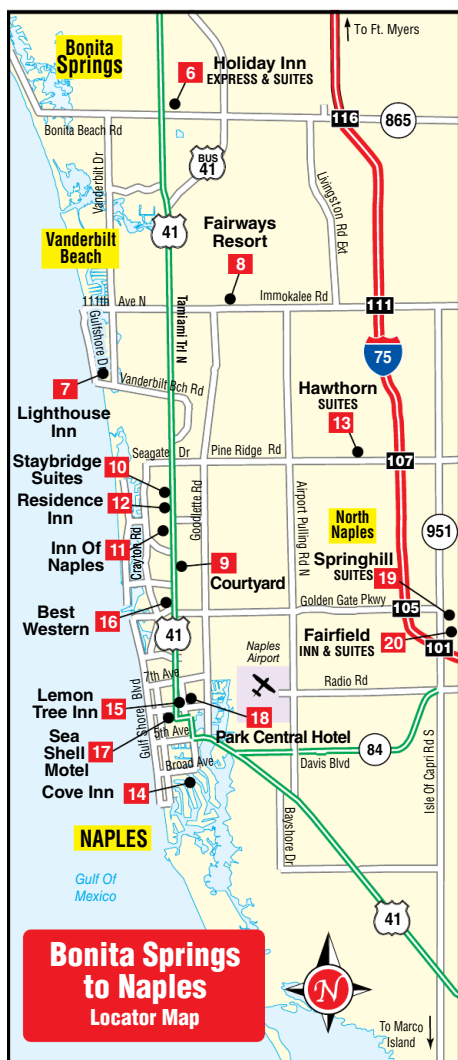 To Ft. Myers
Bonita
Springs
6
Holiday Inn
EXPRESS & SUITES
116
865
Bonita Beach Rd
BUS
41
Vanderbilt Dr
Livingston Rd Ext
41
Vanderbilt
Beach
Fairways
Resort
8
111th Ave N
Immokalee Rd
111
Tamiami Trl N
Gulfshore D
75
7
Vanderbilt Bch Rd
Lighthouse
Inn
Hawthorn
SUITES
13
Seagate Dr
Pine Ridge Rd
107
Staybridge
Suites
10
Residence
Inn
12
Goodlette Rd
Airport Pulling Rd N
North
Naples
951
Inn Of
Naples
11
Crayton Rd
9
Courtyard
Springhill
SUITES
19
Best
Western
16
Golden Gate Pkwy
105
41
Fairfield
INN & SUITES
20
101
Naples
Airport
7th Ave
Radio Rd
Gulf Shore Blvd
Lemon
Tree Inn
15
18
Park Central Hotel
Sea
Shell
Motel
17
5th Ave
84
Davis Blvd
Isle Of Capri Rd S
Broad Ave
Cove Inn
14
NAPLES
Bayshore Dr
Gulf Of
Mexico
41
Bonita Springs
to Naples
Locator Map
N
To Marco
Island